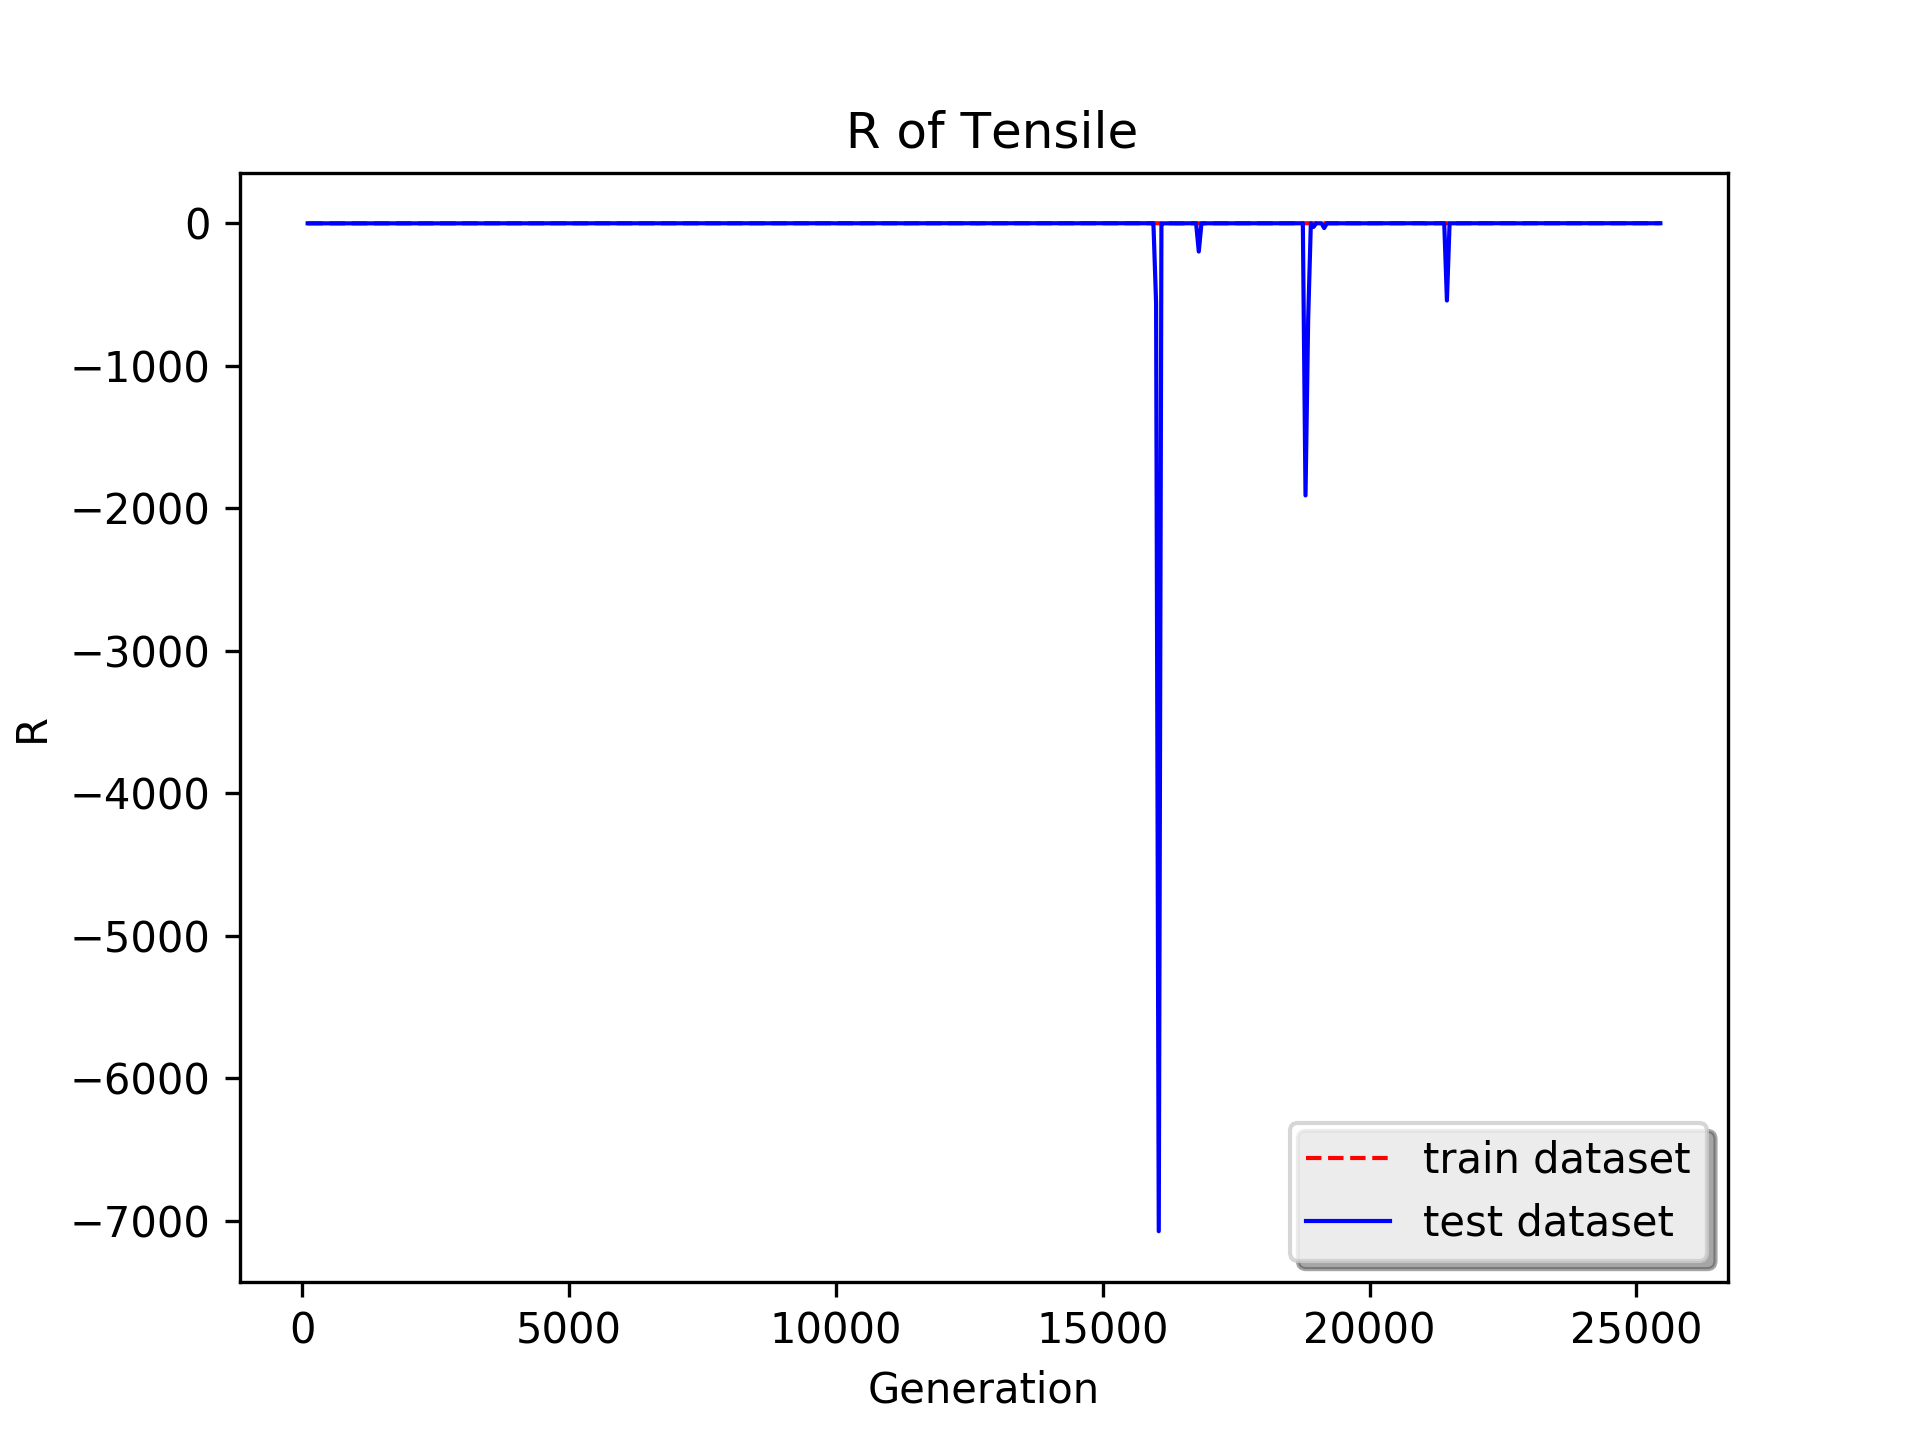 R of Tensile
0
−1000
−2000
−3000
−4000
−5000
−6000
−7000
R
train dataset
test dataset
0 5000 10000 15000 20000 25000
Generation